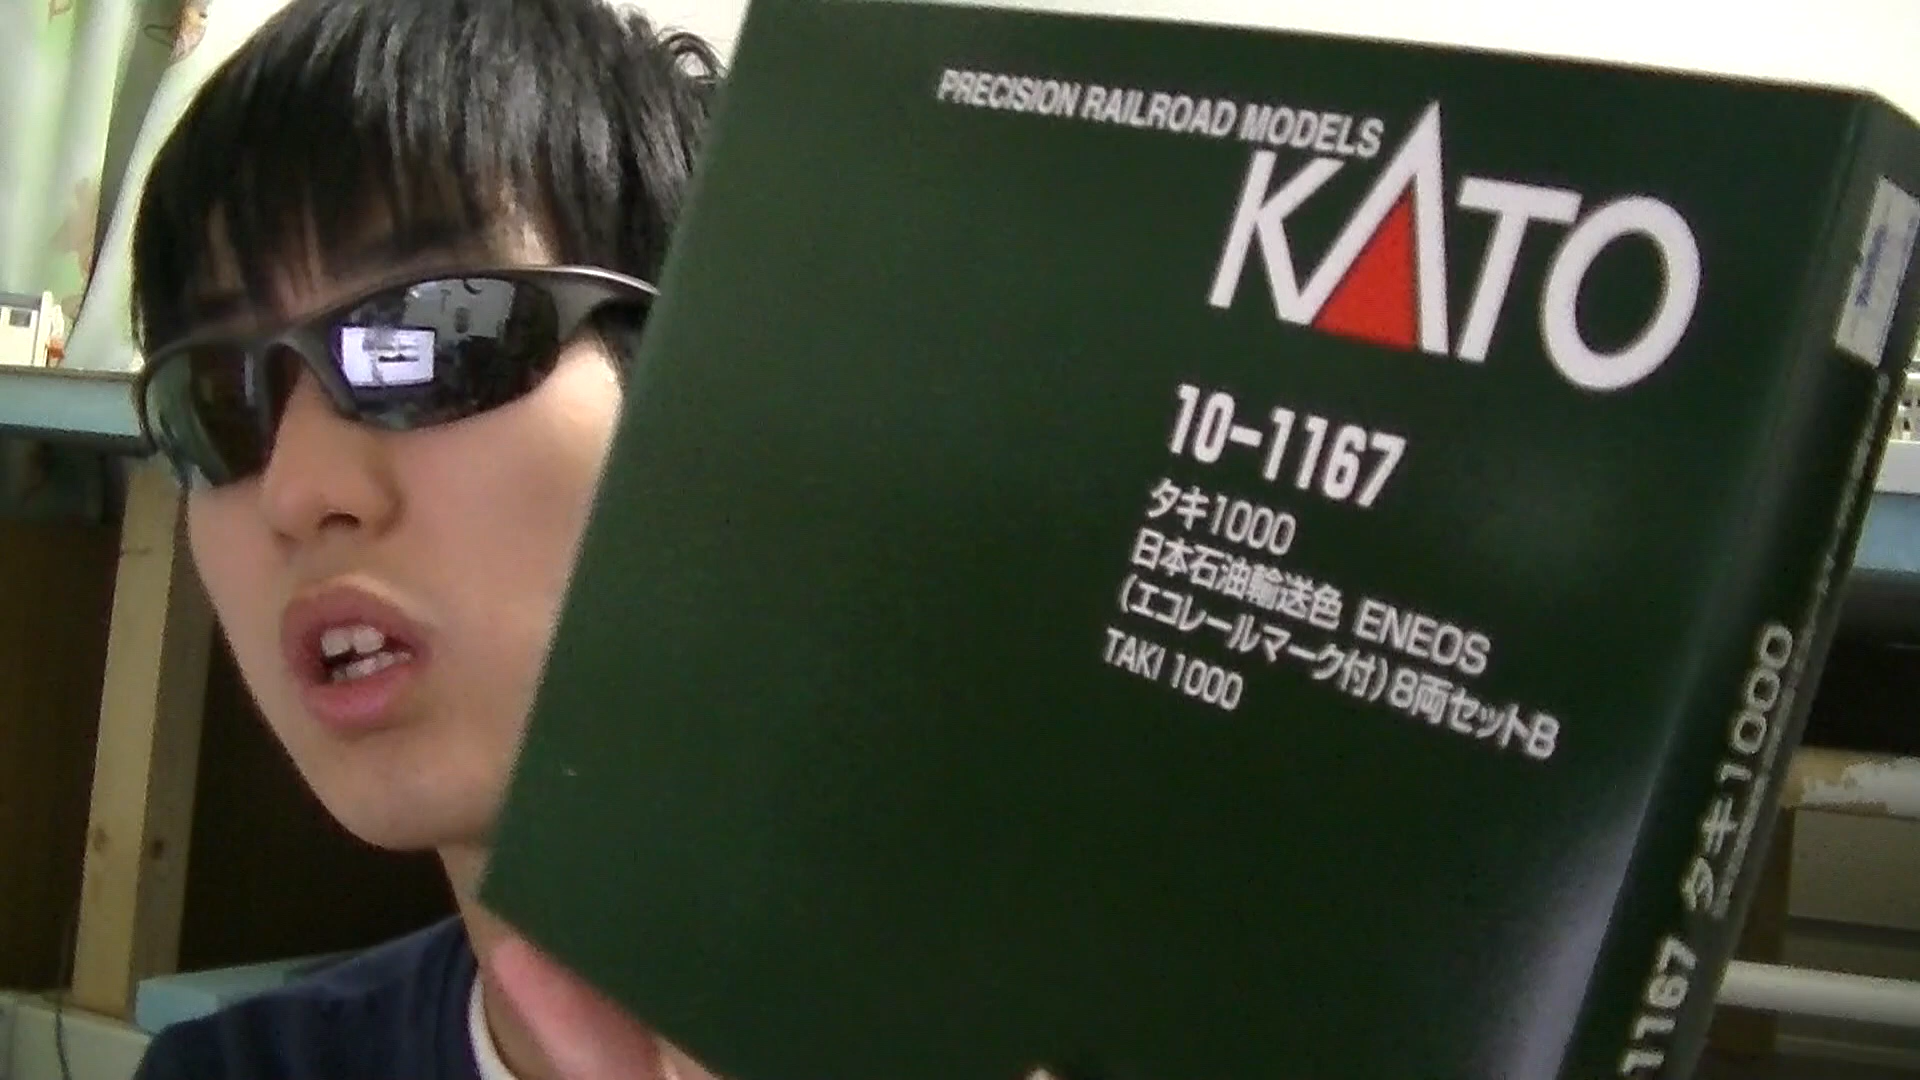 PRECISION RAILROAD MODELS
KATO
10-1167
タキ1000
日本石油輸送色 ENEOS
(エコレールマーク付)8両セットB
TAKI 1000
1167 タキ1000